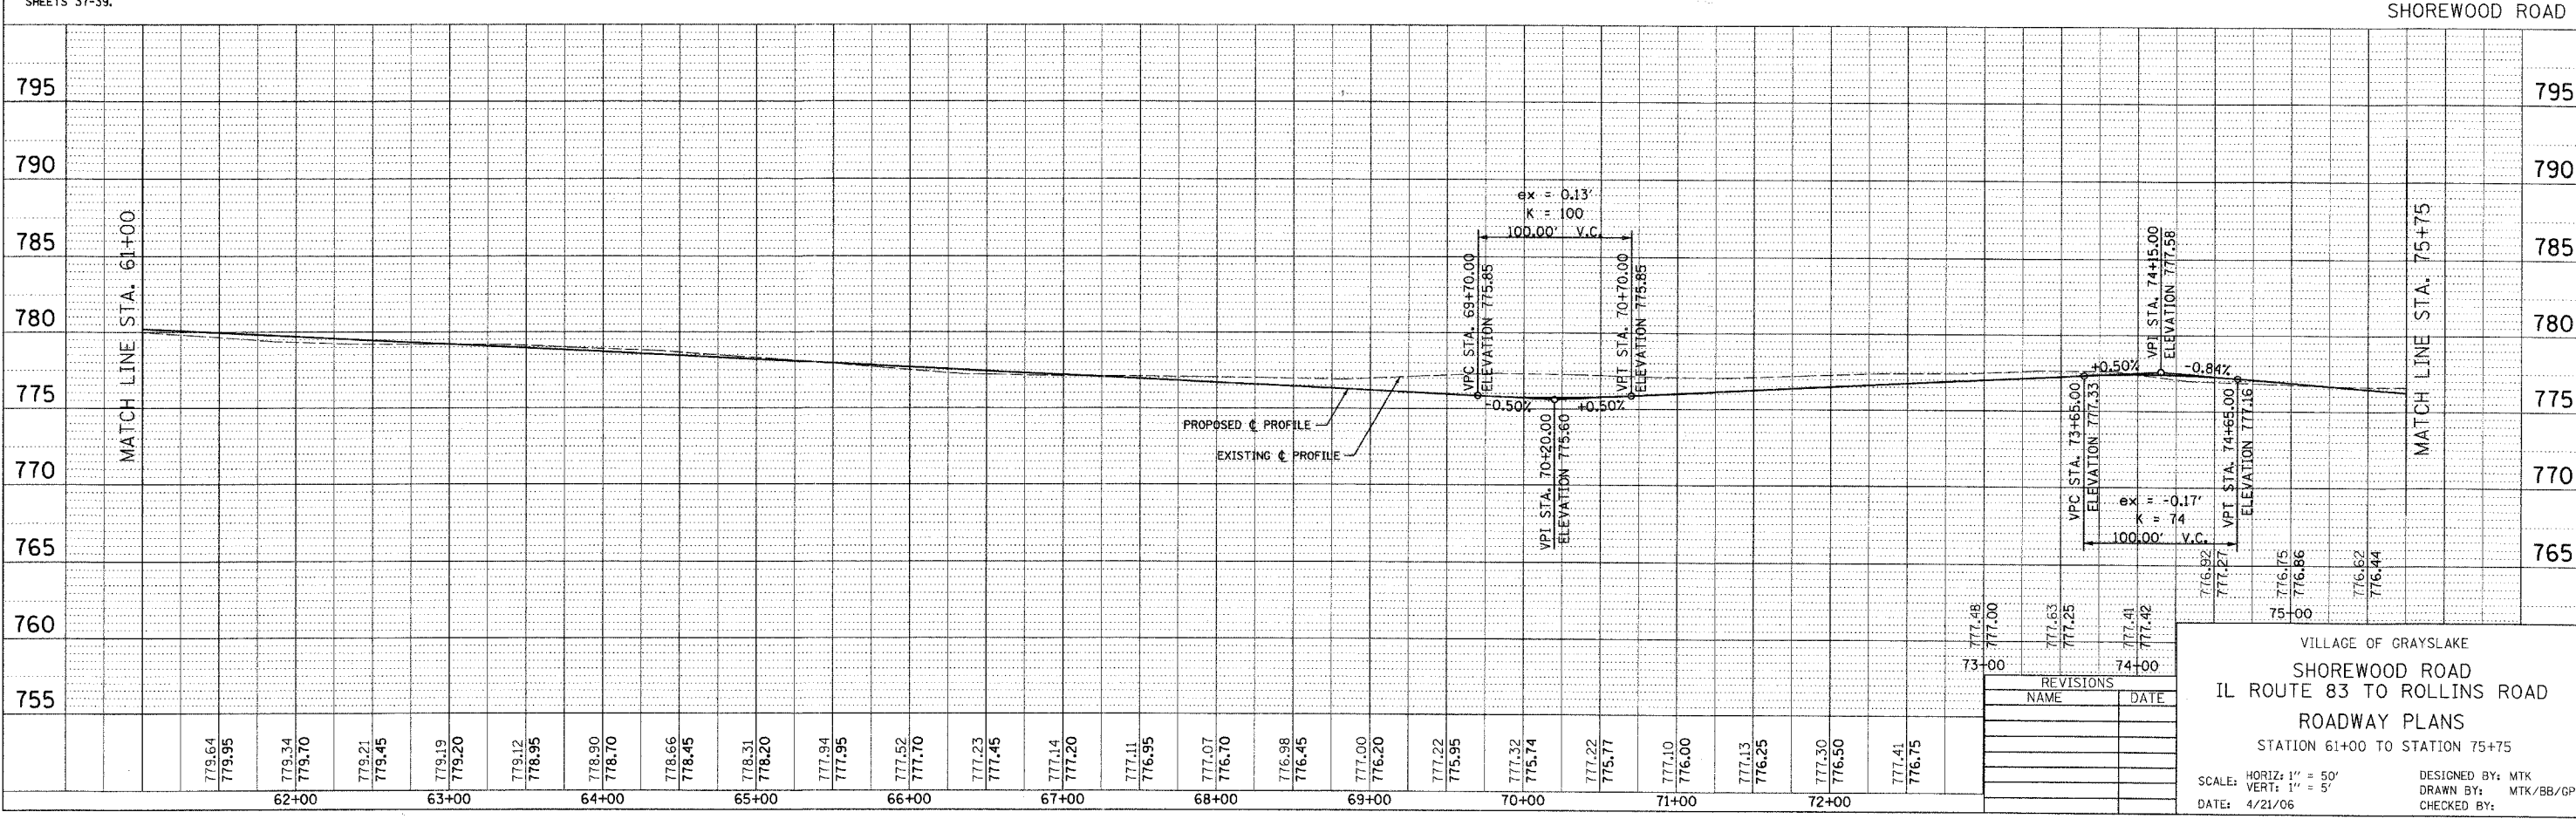 SHEETS 37-39.
SHOREWOOD ROAD
795
790
785
780
775
770
765
760
755
795
790
785
780
775
770
765
MATCH LINE STA. 61+00
MATCH LINE STA. 75+75
ex = 0.13'
K = 100
100.00' V.C.
VPC STA. 69+70.00
ELEVATION 775.85
VPT STA. 70+70.00
ELEVATION 775.85
-0.50%
+0.50%
VPI STA. 70+20.00
ELEVATION 775.60
PROPOSED ℄ PROFILE
EXISTING ℄ PROFILE
VPI STA. 74+15.00
ELEVATION 777.58
+0.50%
-0.84%
VPC STA. 73+65.00
ELEVATION 777.33
VPT STA. 74+65.00
ELEVATION 777.16
ex = -0.17'
K = 74
100.00' V.C.
779.64
779.95
779.34
779.70
779.21
779.45
779.19
779.20
779.12
778.95
778.90
778.70
778.66
778.45
778.31
778.20
777.94
777.95
777.52
777.70
777.23
777.45
777.14
777.20
777.11
776.95
777.07
776.70
776.98
776.45
777.00
776.20
777.22
775.95
777.32
775.74
777.22
775.77
777.10
776.00
777.13
776.25
777.30
776.50
777.41
776.75
777.48
777.00
777.63
777.25
777.41
777.42
776.92
777.27
776.75
776.86
776.62
776.44
62+00
63+00
64+00
65+00
66+00
67+00
68+00
69+00
70+00
71+00
72+00
73+00
74+00
75+00
REVISIONS
NAME DATE
VILLAGE OF GRAYSLAKE
SHOREWOOD ROAD
IL ROUTE 83 TO ROLLINS ROAD
ROADWAY PLANS
STATION 61+00 TO STATION 75+75
SCALE: HORIZ: 1" = 50'
VERT: 1" = 5'
DATE: 4/21/06
DESIGNED BY: MTK
DRAWN BY: MTK/BB/GP
CHECKED BY: